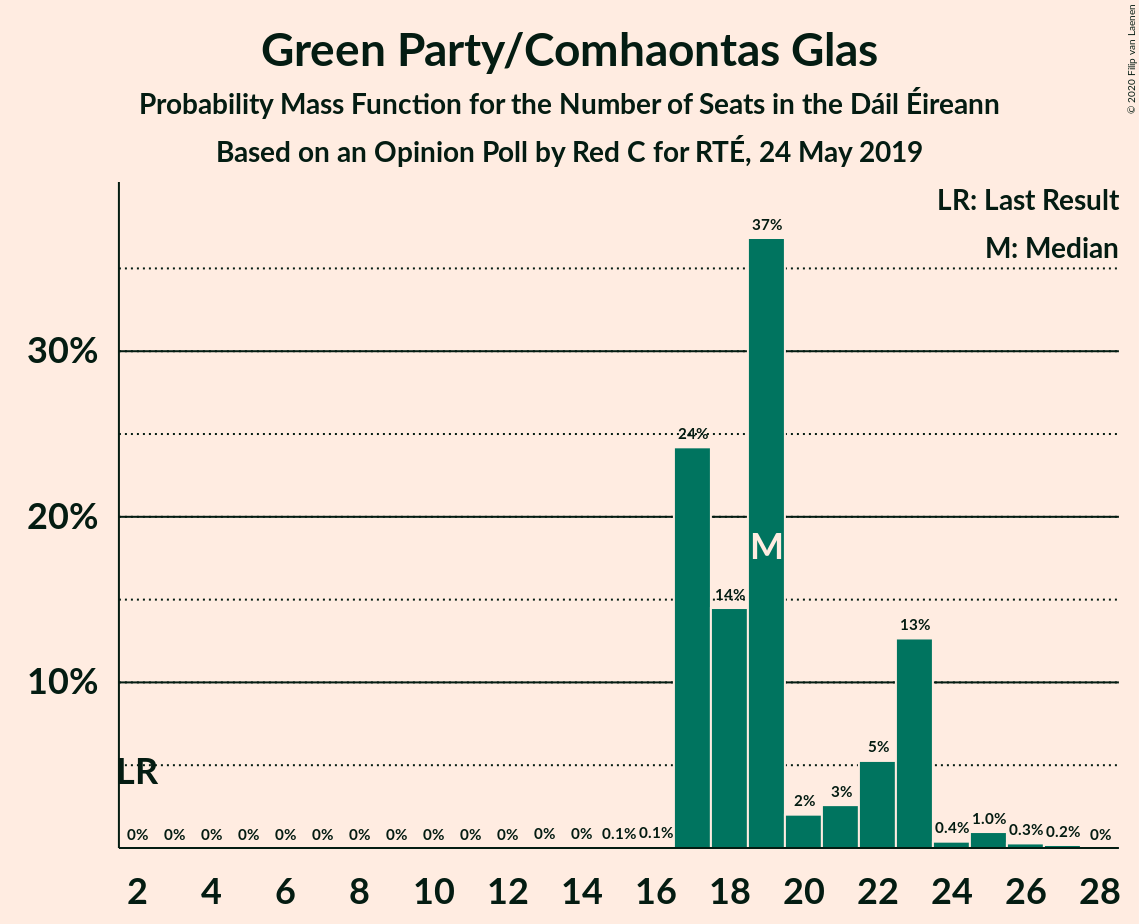 Green Party/Comhaontas Glas
Probability Mass Function for the Number of Seats in the Dáil Éireann
Based on an Opinion Poll by Red C for RTÉ, 24 May 2019
© 2020 Filip van Laenen
LR: Last Result
M: Median
37%
30%
24%
20%
M
14%
13%
10%
5%
LR
2%
3%
0% 0% 0% 0% 0% 0% 0% 0% 0% 0% 0% 0% 0% 0.1% 0.1% 0.4% 1.0% 0.3% 0.2% 0%
2 4 6 8 10 12 14 16 18 20 22 24 26 28